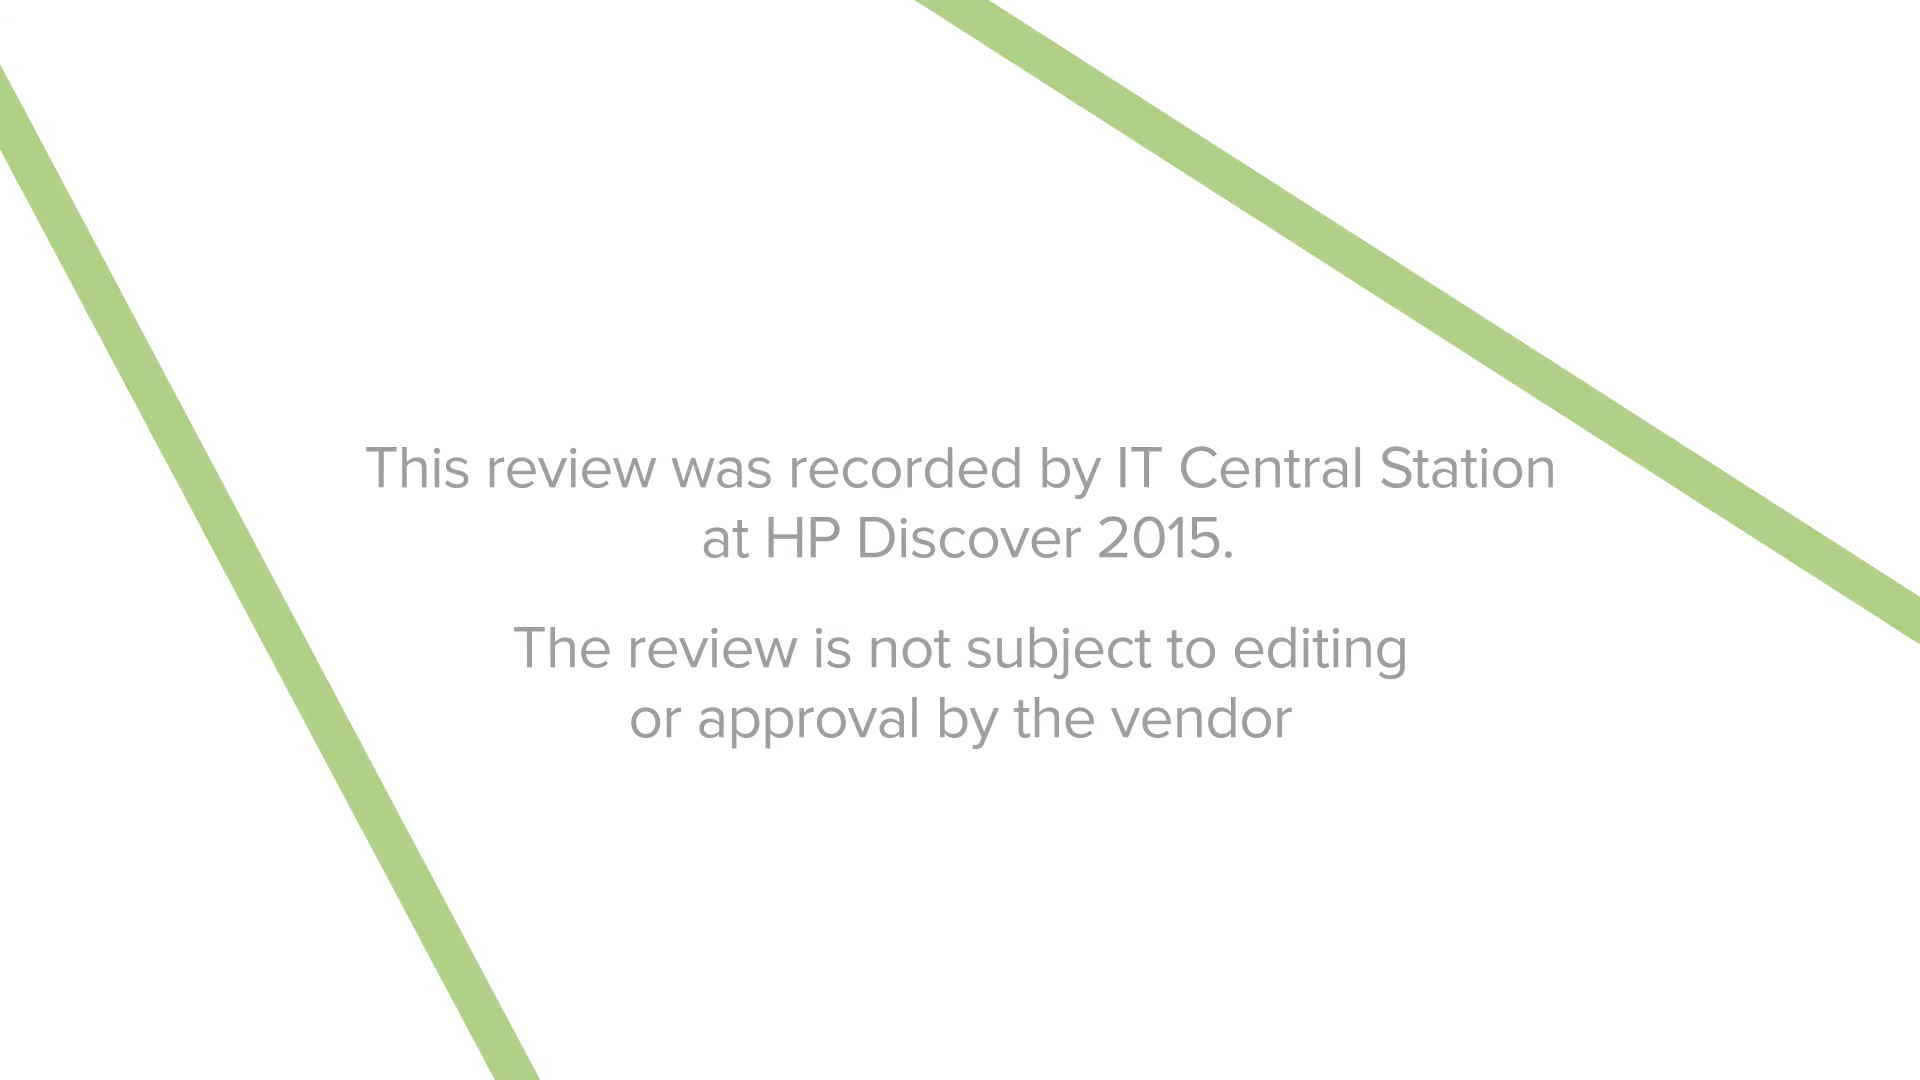 This review was recorded by IT Central Station
at HP Discover 2015.
The review is not subject to editing
or approval by the vendor